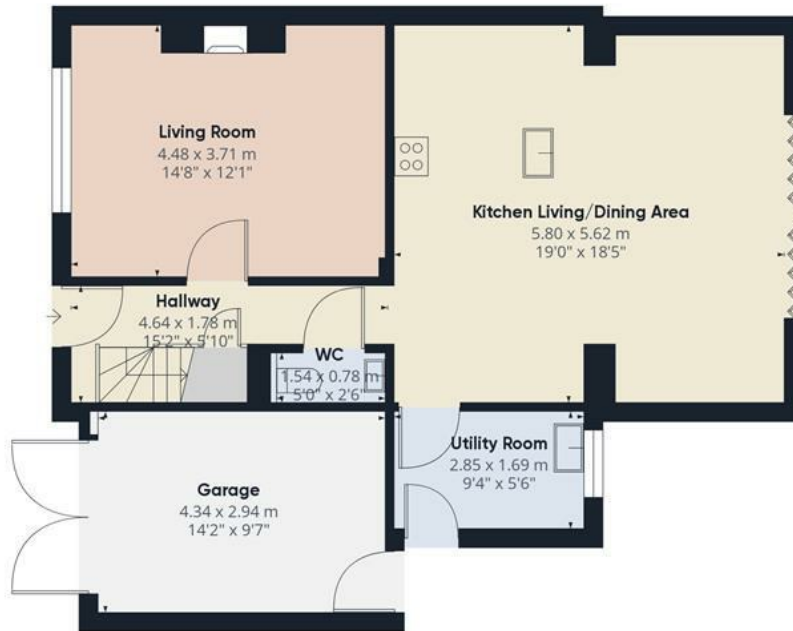 Living Room
4.48 x 3.71 m
14'8" x 12'1"
Kitchen Living/Dining Area
5.80 x 5.62 m
19'0" x 18'5"
Hallway
4.64 x 1.78 m
15'2" x 5'10"
WC
1.54 x 0.78 m
5'0" x 2'6"
Utility Room
2.85 x 1.69 m
9'4" x 5'6"
Garage
4.34 x 2.94 m
14'2" x 9'7"